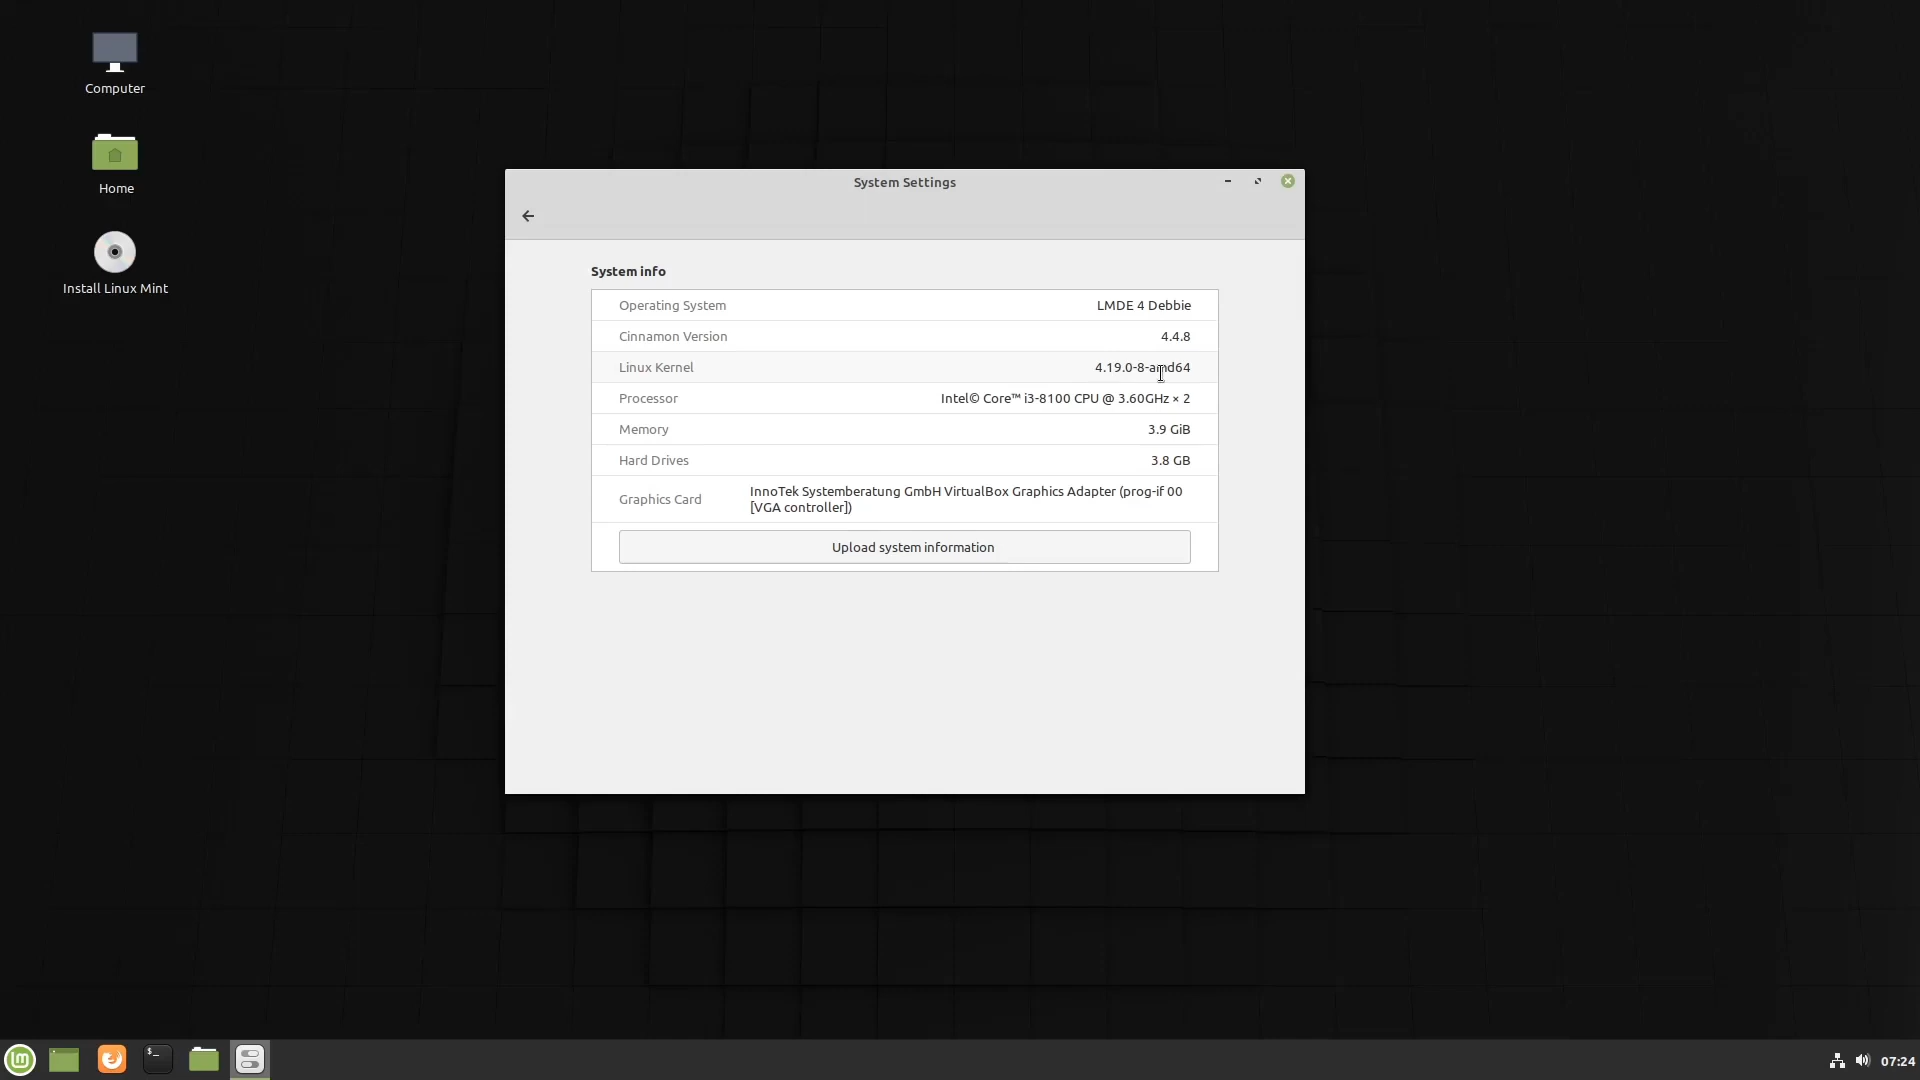 Computer
Home
Install Linux Mint
System Settings
System info
Operating System LMDE 4 Debbie
Cinnamon Version 4.4.8
Linux Kernel 4.19.0-8-amd64
Processor Intel© Core™ i3-8100 CPU @ 3.60GHz × 2
Memory 3.9 GiB
Hard Drives 3.8 GB
Graphics Card InnoTek Systemberatung GmbH VirtualBox Graphics Adapter (prog-if 00
[VGA controller])
Upload system information
07:24